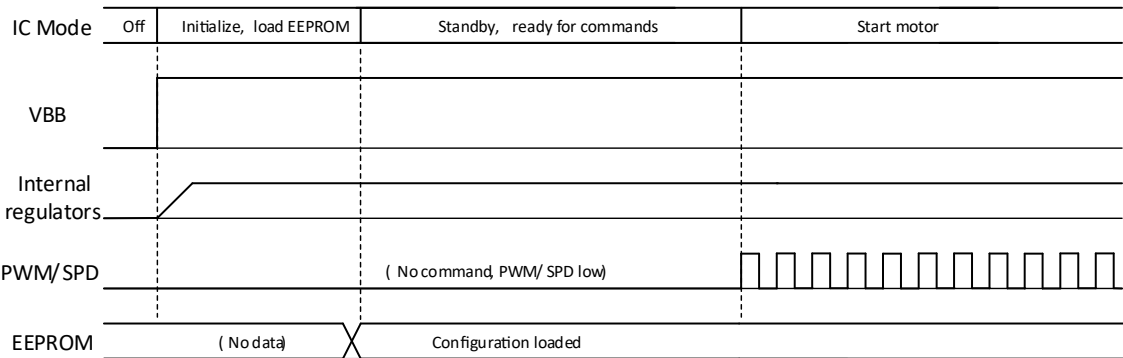 IC Mode Off Initialize, load EEPROM Standby, ready for commands Start motor
VBB
Internal
regulators
PWM/SPD ( No command, PWM/SPD low)
EEPROM ( No data) Configuration loaded